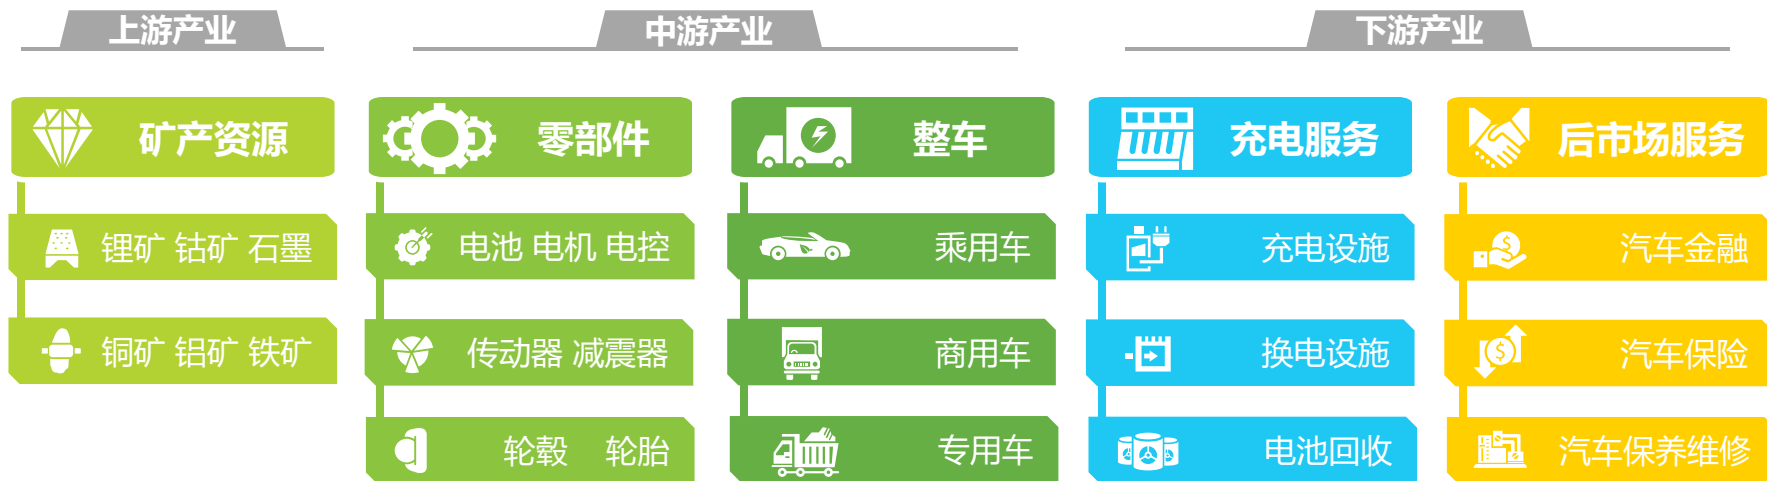 上游产业
中游产业
下游产业
矿产资源
零部件
整车
充电服务
后市场服务
锂矿 钴矿 石墨
电池 电机 电控
乘用车
充电设施
汽车金融
铜矿 铝矿 铁矿
传动器 减震器
商用车
换电设施
汽车保险
轮毂 轮胎
专用车
电池回收
汽车保养维修